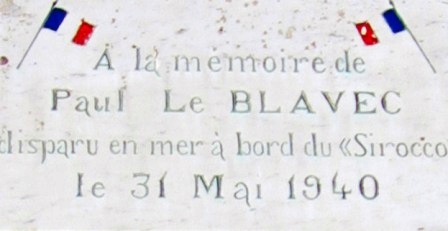 À la mémoire de
Paul Le BLAVEC
disparu en mer à bord du «Sirocco
le 31 Mai 1940